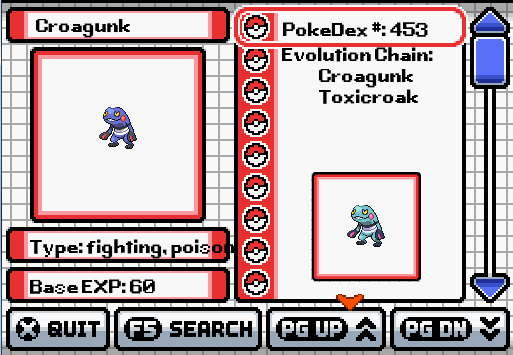 Croagunk
PokeDex #: 453
Evolution Chain:
Croagunk
Toxicroak
Type: fighting, poison
Base EXP: 60
X QUIT
F5 SEARCH
PG UP
PG DN